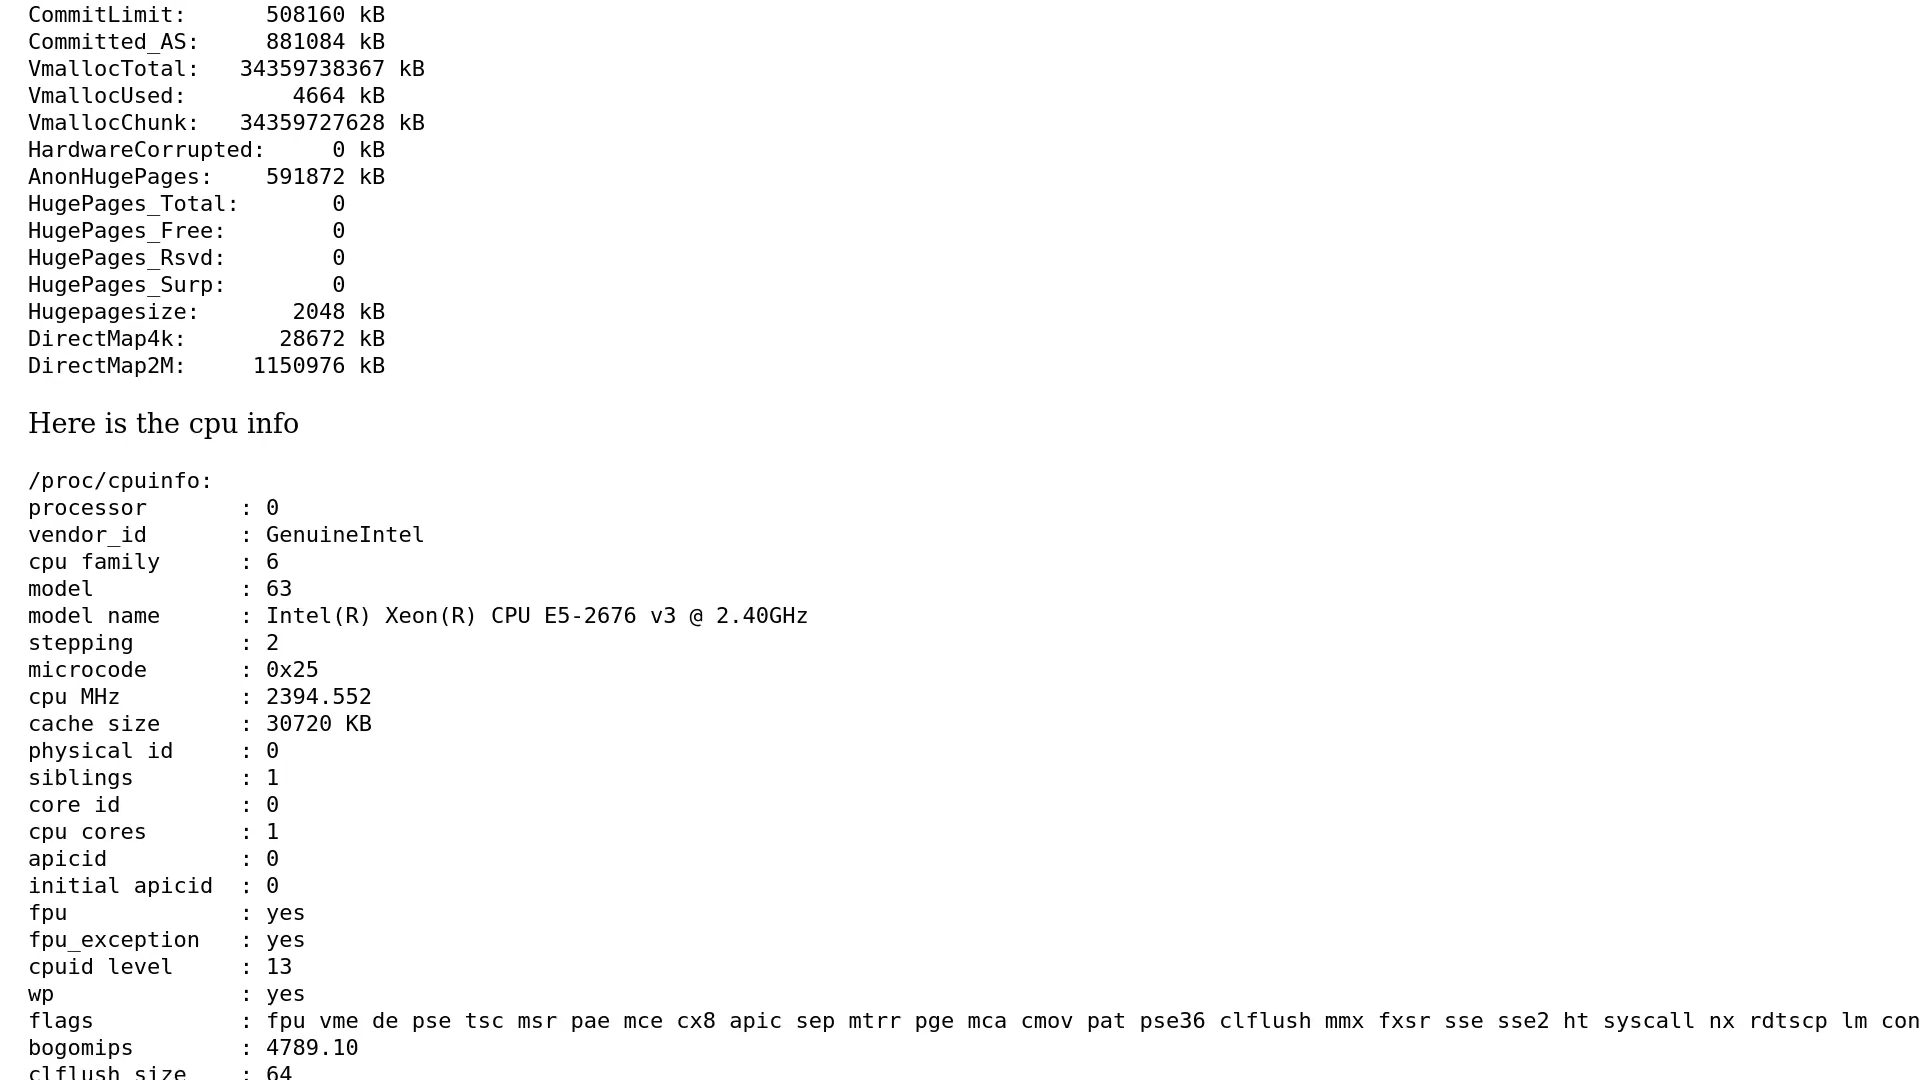 CommitLimit:      508160 kB
Committed_AS:     881084 kB
VmallocTotal:   34359738367 kB
VmallocUsed:        4664 kB
VmallocChunk:   34359727628 kB
HardwareCorrupted:     0 kB
AnonHugePages:    591872 kB
HugePages_Total:       0
HugePages_Free:        0
HugePages_Rsvd:        0
HugePages_Surp:        0
Hugepagesize:       2048 kB
DirectMap4k:       28672 kB
DirectMap2M:     1150976 kB
Here is the cpu info
/proc/cpuinfo:
processor       : 0
vendor_id       : GenuineIntel
cpu family      : 6
model           : 63
model name      : Intel(R) Xeon(R) CPU E5-2676 v3 @ 2.40GHz
stepping        : 2
microcode       : 0x25
cpu MHz         : 2394.552
cache size      : 30720 KB
physical id     : 0
siblings        : 1
core id         : 0
cpu cores       : 1
apicid          : 0
initial apicid  : 0
fpu             : yes
fpu_exception   : yes
cpuid level     : 13
wp              : yes
flags           : fpu vme de pse tsc msr pae mce cx8 apic sep mtrr pge mca cmov pat pse36 clflush mmx fxsr sse sse2 ht syscall nx rdtscp lm con
bogomips        : 4789.10
clflush size    : 64